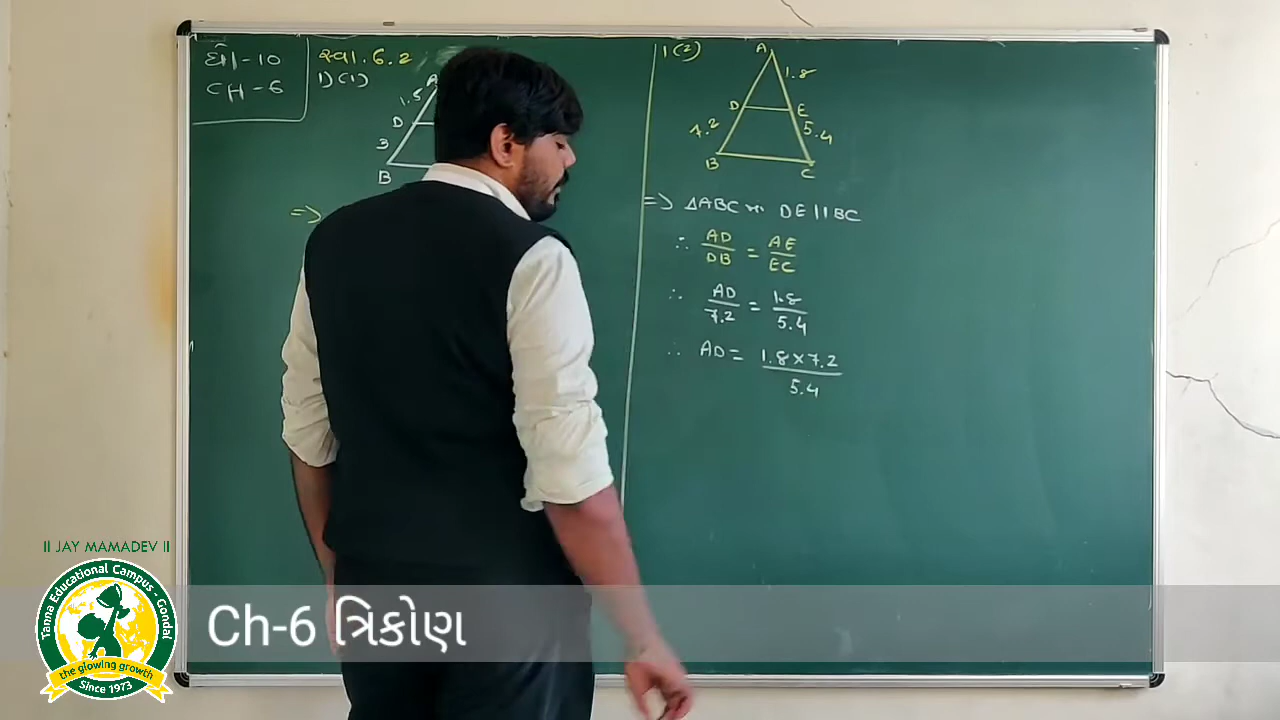 ધો-10
CH-6
સ્વા. 6.2
1) (1)
A
1.5
D
3
B
=>
1 (2)
A
1.8
D E
7.2 5.4
B C
=> ΔABC માં DE || BC
∴ AD/DB = AE/EC
∴ AD/7.2 = 1.8/5.4
∴ AD = 1.8 × 7.2/5.4
॥ JAY MAMADEV ॥
Tanna Educational Campus - Gondal
the glowing growth
Since 1973
Ch-6 ત્રિકોણ